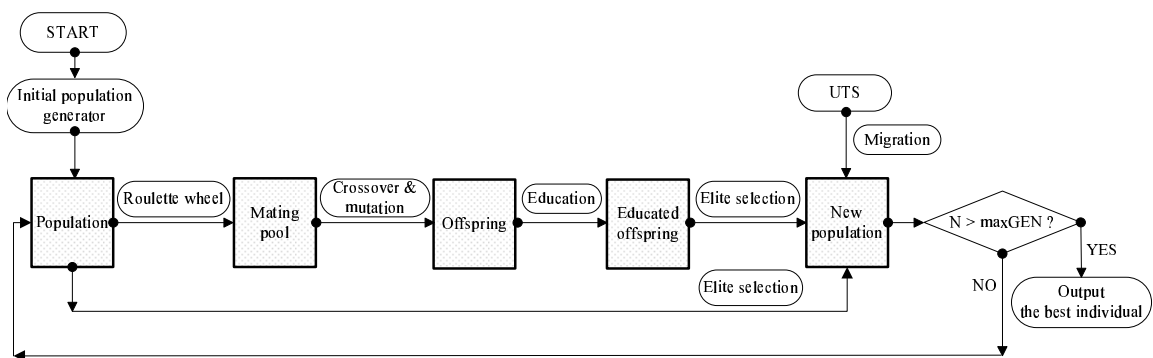 START
Initial population
generator
UTS
Migration
Population
Roulette wheel
Mating
pool
Crossover &
mutation
Offspring
Education
Educated
offspring
Elite selection
New
population
N > maxGEN ?
YES
NO
Elite selection
Output
the best individual